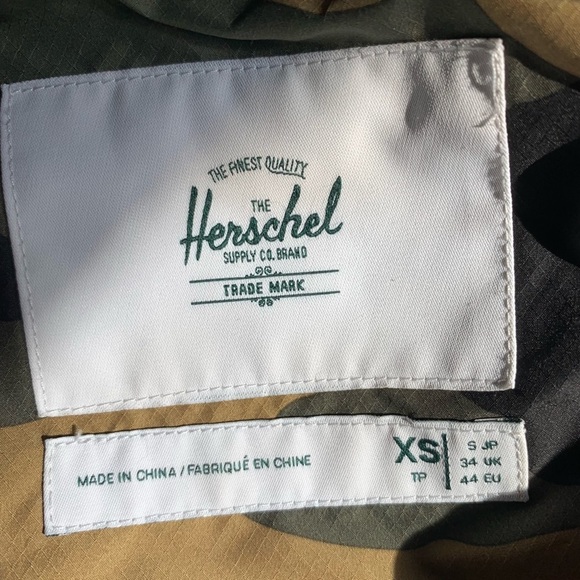 THE FINEST QUALITY
THE
Herschel
SUPPLY CO. BRAND
TRADE MARK
MADE IN CHINA / FABRIQUÉ EN CHINE
XS
TP
S JP
34 UK
44 EU